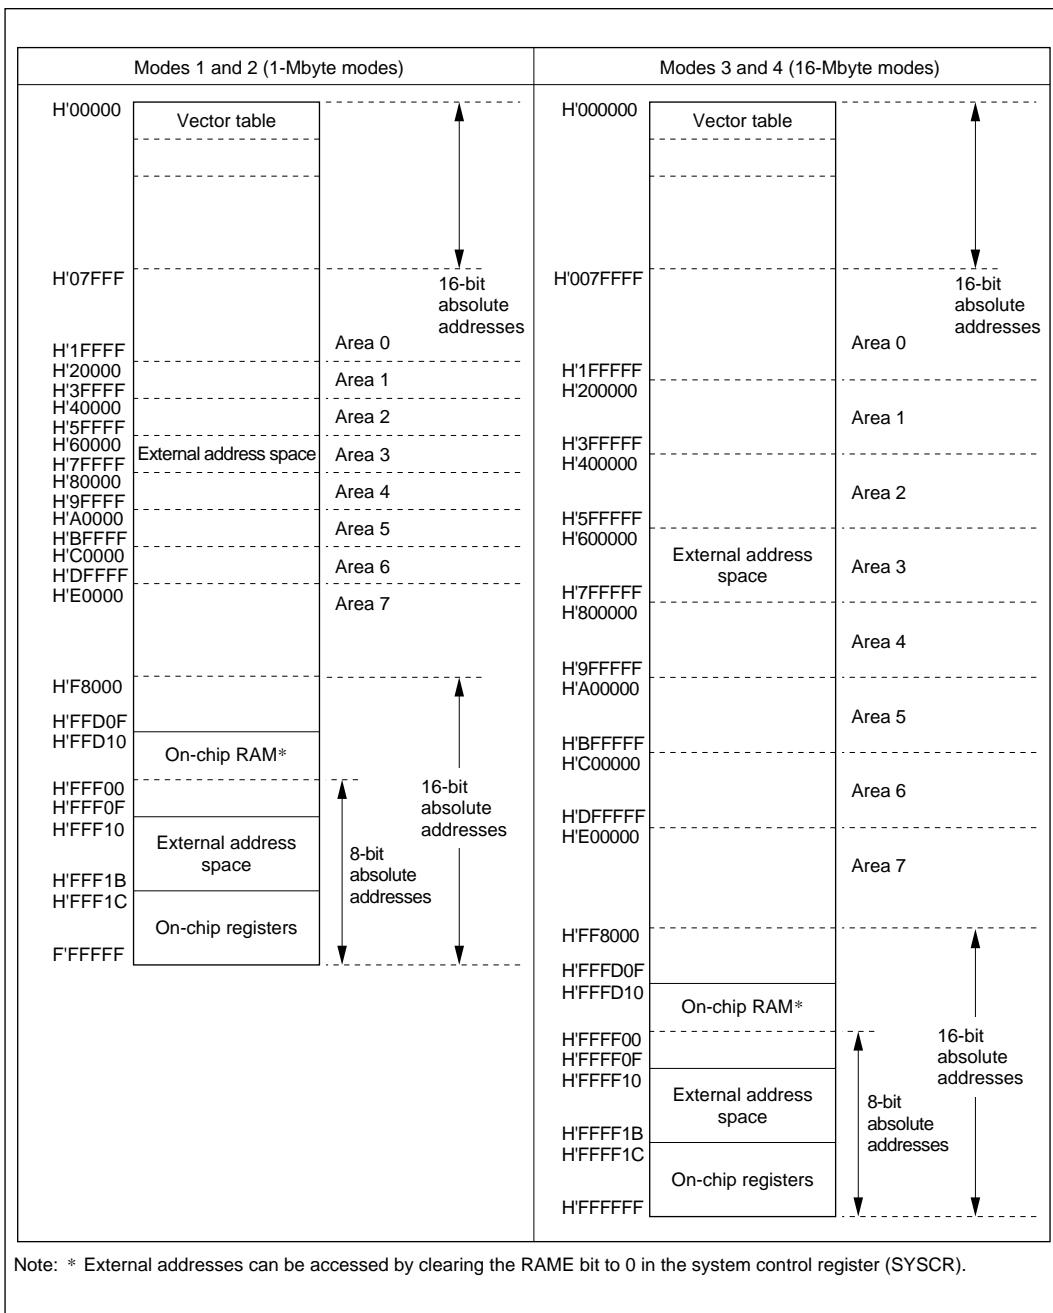 Modes 1 and 2 (1-Mbyte modes)
H'00000
Vector table
H'07FFF
16-bit
absolute
addresses
H'1FFFF
Area 0
H'20000
Area 1
H'3FFFF
H'40000
Area 2
H'5FFFF
H'60000
External address space
Area 3
H'7FFFF
H'80000
Area 4
H'9FFFF
H'A0000
Area 5
H'BFFFF
H'C0000
Area 6
H'DFFFF
H'E0000
Area 7
H'F8000
H'FFD0F
H'FFD10
On-chip RAM*
H'FFF00
H'FFF0F
H'FFF10
External address
space
H'FFF1B
H'FFF1C
On-chip registers
F'FFFFF
8-bit
absolute
addresses
16-bit
absolute
addresses
Modes 3 and 4 (16-Mbyte modes)
H'000000
Vector table
H'007FFFF
16-bit
absolute
addresses
Area 0
H'1FFFFF
H'200000
Area 1
H'3FFFFF
H'400000
Area 2
H'5FFFFF
H'600000
External address
space
Area 3
H'7FFFFF
H'800000
Area 4
H'9FFFFF
H'A00000
Area 5
H'BFFFFF
H'C00000
Area 6
H'DFFFFF
H'E00000
Area 7
H'FF8000
H'FFFD0F
H'FFFD10
On-chip RAM*
H'FFFF00
H'FFFF0F
H'FFFF10
External address
space
H'FFFF1B
H'FFFF1C
On-chip registers
H'FFFFFF
8-bit
absolute
addresses
16-bit
absolute
addresses
Note: * External addresses can be accessed by clearing the RAME bit to 0 in the system control register (SYSCR).